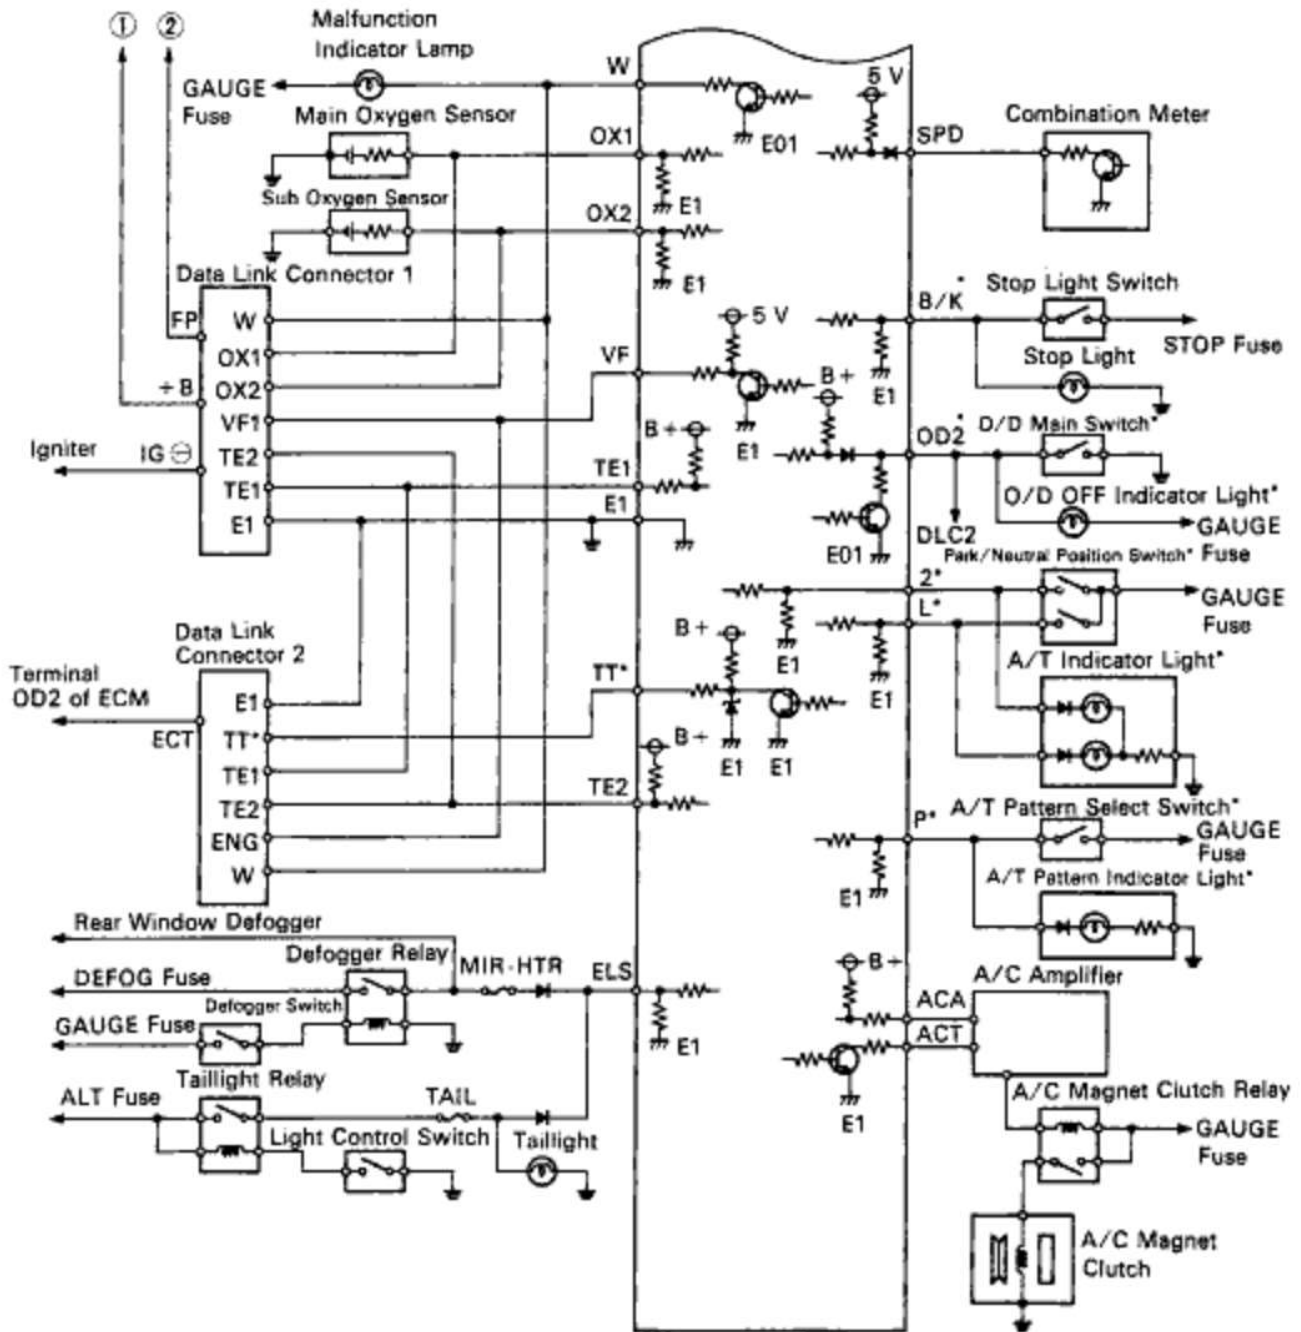 ① ②
Malfunction
Indicator Lamp
GAUGE
Fuse
W
Main Oxygen Sensor
OX1
E01
Sub Oxygen Sensor
OX2
E1
E1
5 V
SPD
Combination Meter
Data Link Connector 1
FP
W
OX1
+B
OX2
VF1
Igniter
IG ⊖
TE2
TE1
E1
VF
5 V
B+
E1
TE1
E1
B/K*
Stop Light Switch
STOP Fuse
Stop Light
E1
B+
OD2*
O/D Main Switch*
O/D OFF Indicator Light*
GAUGE
Fuse
E01
DLC2
Park/Neutral Position Switch*
2*
L*
GAUGE
Fuse
E1
E1
A/T Indicator Light*
Data Link
Connector 2
Terminal
OD2 of ECM
E1
ECT
TT*
TE1
TE2
ENG
W
B+
TT*
B+
E1
E1
TE2
P*
A/T Pattern Select Switch*
GAUGE
Fuse
E1
A/T Pattern Indicator Light*
Rear Window Defogger
Defogger Relay
MIR-HTR
ELS
DEFOG Fuse
Defogger Switch
GAUGE Fuse
E1
Taillight Relay
ALT Fuse
TAIL
Light Control Switch
Taillight
B+
A/C Amplifier
ACA
ACT
E1
A/C Magnet Clutch Relay
GAUGE
Fuse
A/C Magnet
Clutch